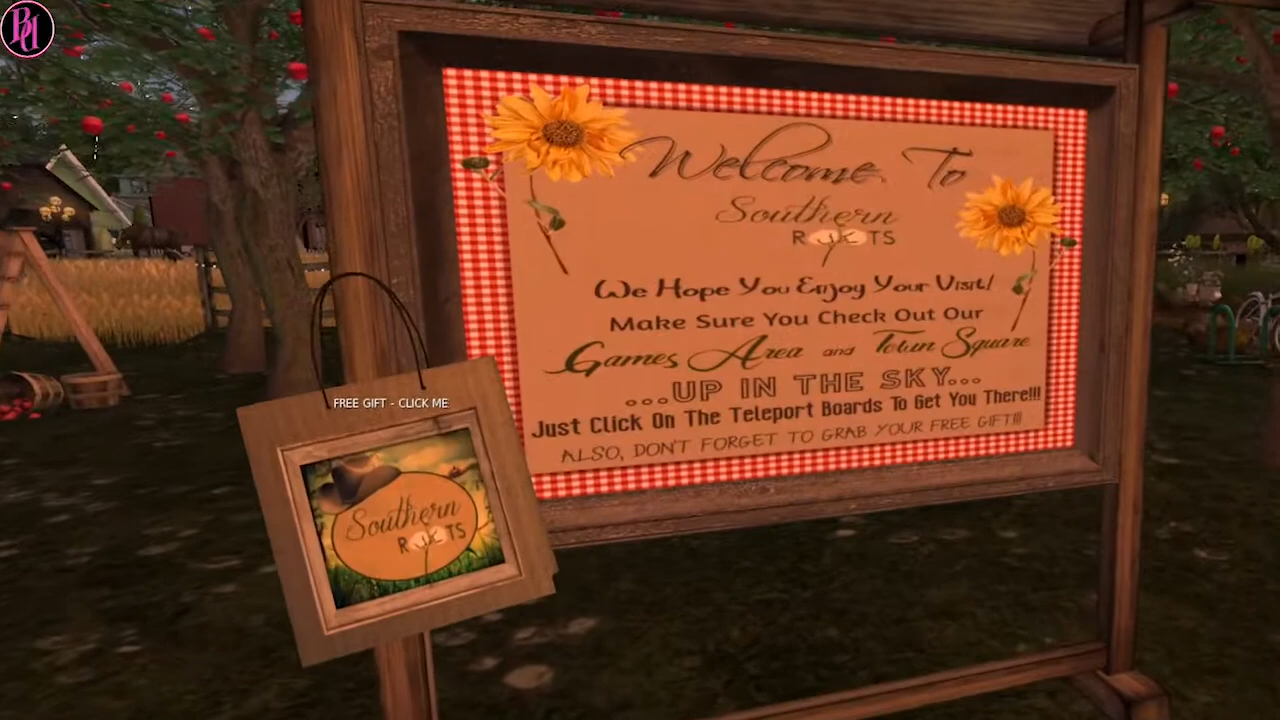 Welcome To
Southern
ROOTS
We Hope You Enjoy Your Visit!
Make Sure You Check Out Our
Games Area and Town Square
...UP IN THE SKY...
Just Click On The Teleport Boards To Get You There!!!
ALSO, DON'T FORGET TO GRAB YOUR FREE GIFT!!!
FREE GIFT - CLICK ME
Southern
ROOTS